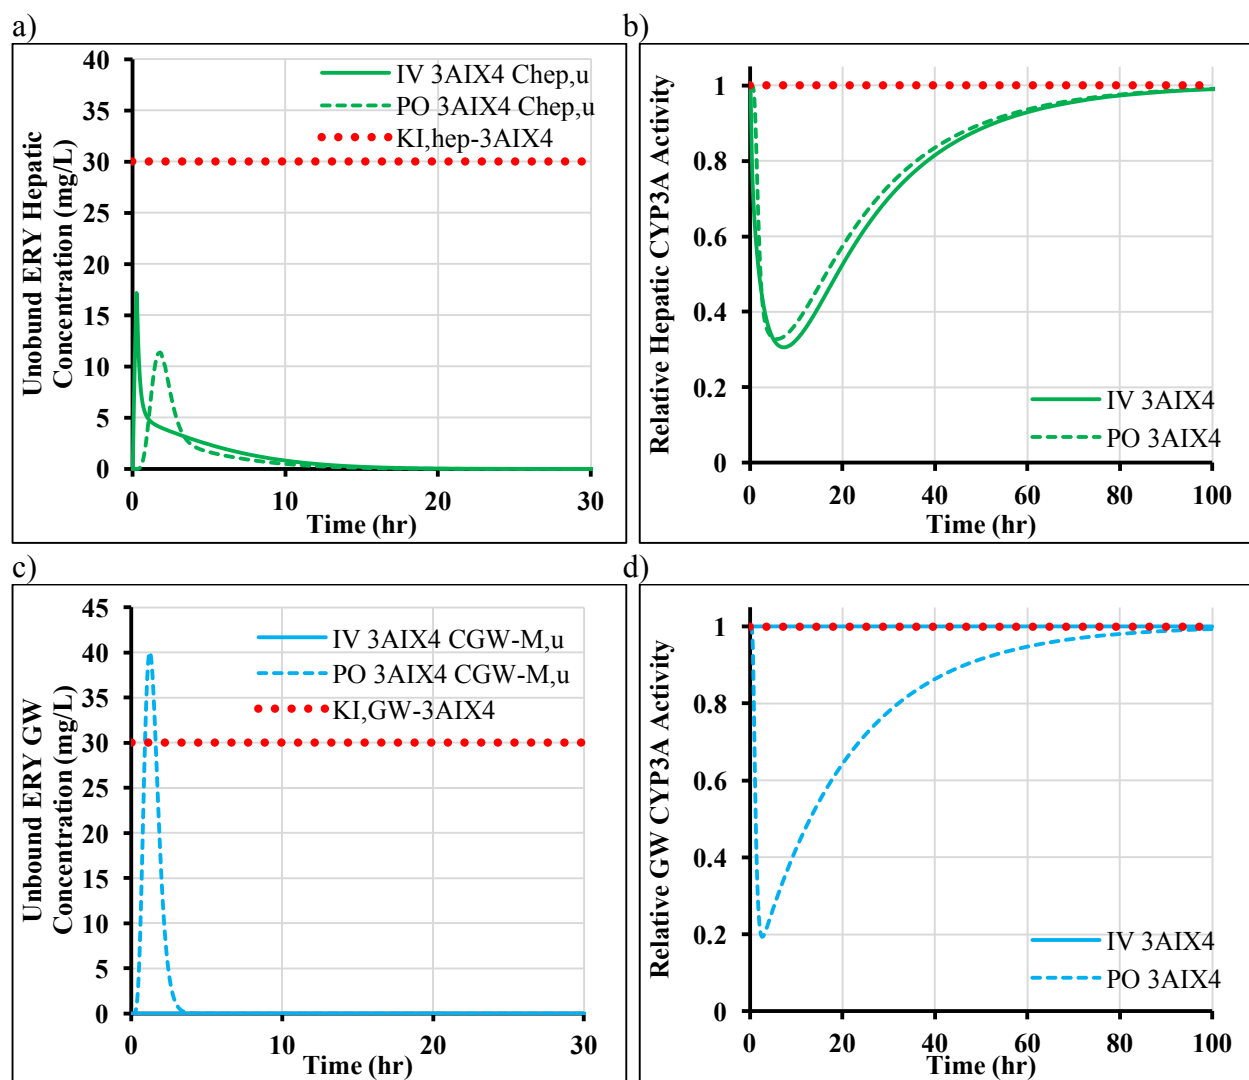 a)
Unobund ERY Hepatic
Concentration (mg/L)
40
35
30
25
20
15
10
5
0
IV 3AIX4 Chep,u
PO 3AIX4 Chep,u
KI,hep-3AIX4
0 10 20 30
Time (hr)
b)
Relative Hepatic CYP3A Activity
1
0.8
0.6
0.4
0.2
0
IV 3AIX4
PO 3AIX4
0 20 40 60 80 100
Time (hr)
c)
Unbound ERY GW
Concentration (mg/L)
45
40
35
30
25
20
15
10
5
0
IV 3AIX4 CGW-M,u
PO 3AIX4 CGW-M,u
KI,GW-3AIX4
0 10 20 30
Time (hr)
d)
Relative GW CYP3A Activity
1
0.8
0.6
0.4
0.2
0
IV 3AIX4
PO 3AIX4
0 20 40 60 80 100
Time (hr)